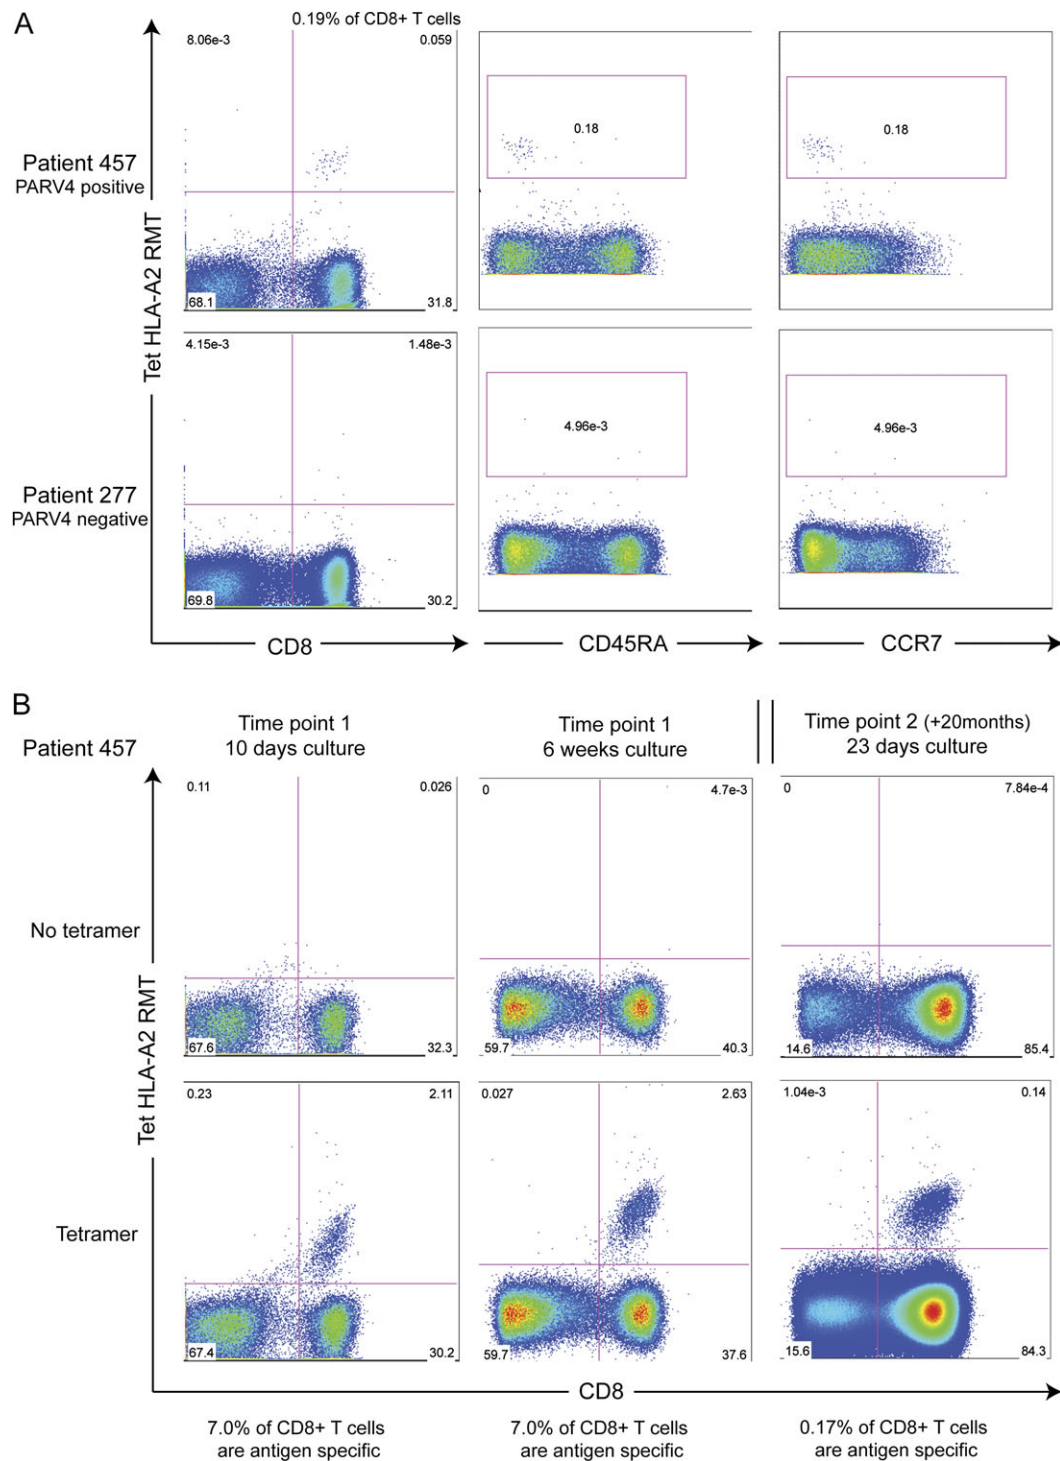 A
0.19% of CD8+ T cells
8.06e-3
0.059
0.18
0.18
Patient 457
PARV4 positive
68.1
31.8
Tet HLA-A2 RMT
4.15e-3
1.48e-3
4.96e-3
4.96e-3
Patient 277
PARV4 negative
69.8
30.2
CD8
CD45RA
CCR7
B
Patient 457
Time point 1
10 days culture
Time point 1
6 weeks culture
Time point 2 (+20months)
23 days culture
0.11
0.026
0
4.7e-3
0
7.84e-4
No tetramer
67.6
32.3
59.7
40.3
14.6
85.4
Tet HLA-A2 RMT
0.23
2.11
0.027
2.63
1.04e-3
0.14
Tetramer
67.4
30.2
59.7
37.6
15.6
84.3
CD8
7.0% of CD8+ T cells
are antigen specific
7.0% of CD8+ T cells
are antigen specific
0.17% of CD8+ T cells
are antigen specific